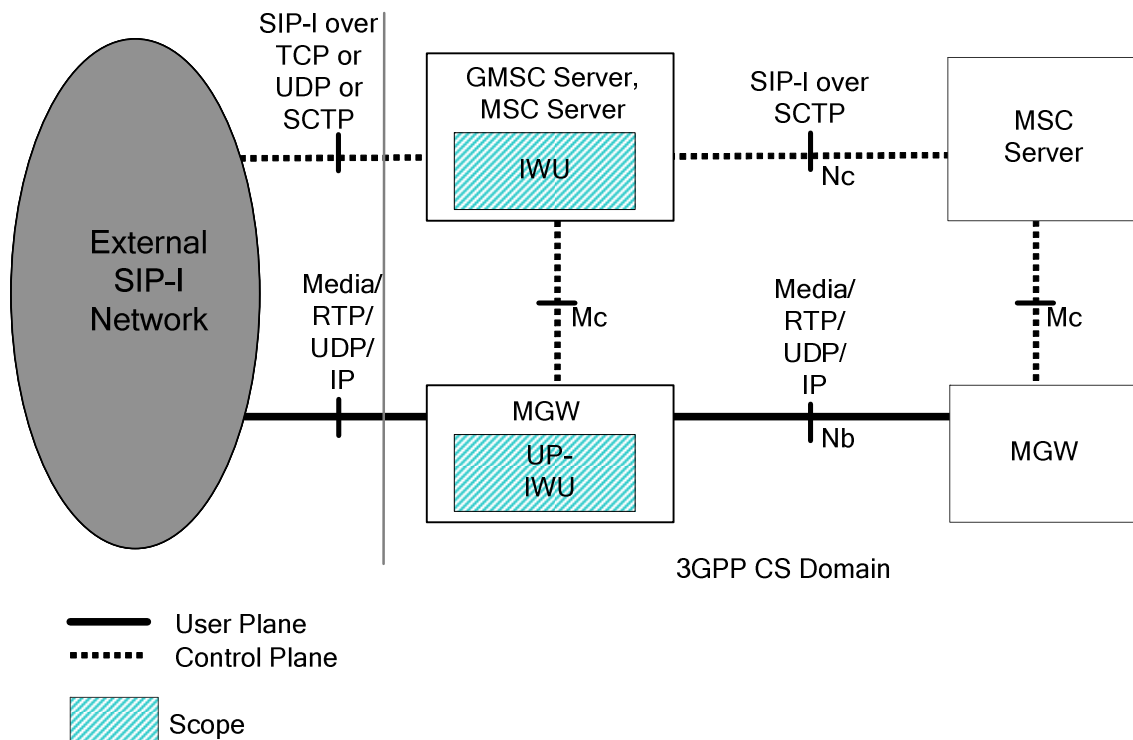 SIP-I over
TCP or
UDP or
SCTP
GMSC Server,
MSC Server
IWU
SIP-I over
SCTP
Nc
MSC
Server
External
SIP-I
Network
Media/
RTP/
UDP/
IP
Mc
Media/
RTP/
UDP/
IP
Mc
MGW
UP-
IWU
Nb
MGW
3GPP CS Domain
User Plane
Control Plane
Scope